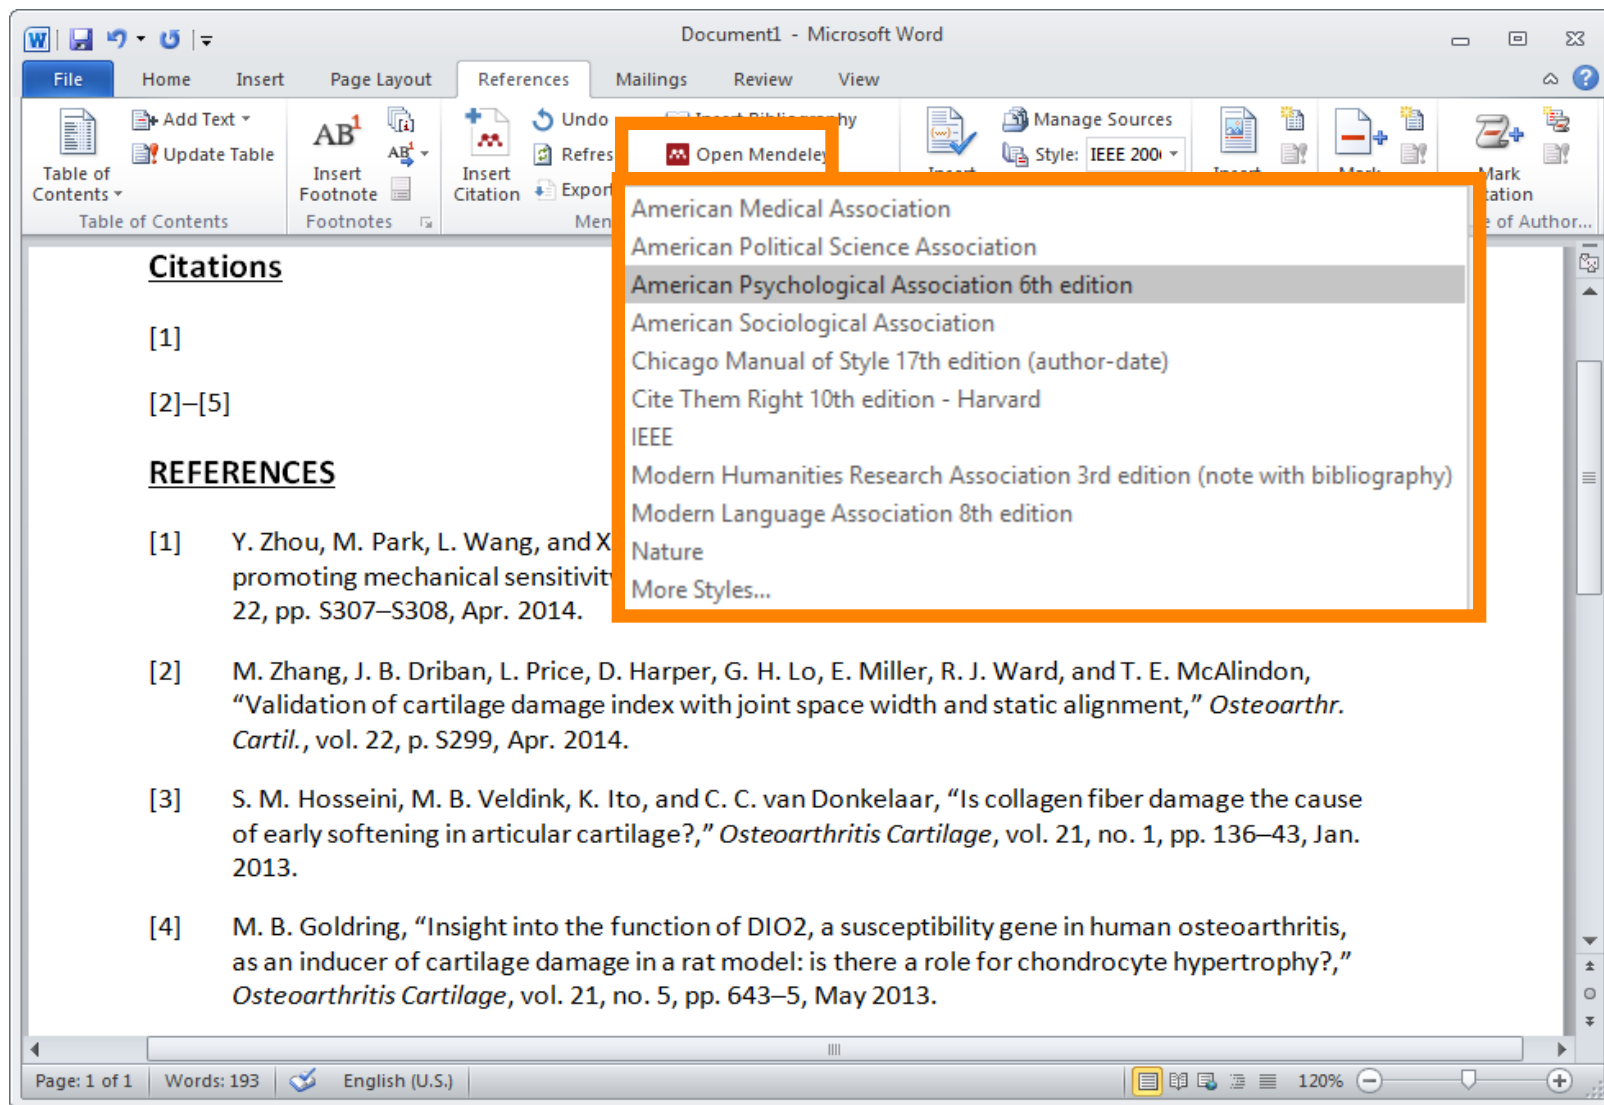 Document1 - Microsoft Word
File Home Insert Page Layout References Mailings Review View
Table of Contents
Add Text
Update Table
Table of Contents
AB1
Insert Footnote
AB1
Footnotes
Insert Citation
Undo
Open Mendeley
Manage Sources
Style: IEEE 200
Mark
American Medical Association
American Political Science Association
American Psychological Association 6th edition
American Sociological Association
Chicago Manual of Style 17th edition (author-date)
Cite Them Right 10th edition - Harvard
IEEE
Modern Humanities Research Association 3rd edition (note with bibliography)
Modern Language Association 8th edition
Nature
More Styles...
Citations
[1]
[2]–[5]
REFERENCES
[1] Y. Zhou, M. Park, L. Wang, and X
promoting mechanical sensitivity
22, pp. S307–S308, Apr. 2014.
[2] M. Zhang, J. B. Driban, L. Price, D. Harper, G. H. Lo, E. Miller, R. J. Ward, and T. E. McAlindon,
“Validation of cartilage damage index with joint space width and static alignment,” Osteoarthr.
Cartil., vol. 22, p. S299, Apr. 2014.
[3] S. M. Hosseini, M. B. Veldink, K. Ito, and C. C. van Donkelaar, “Is collagen fiber damage the cause
of early softening in articular cartilage?,” Osteoarthritis Cartilage, vol. 21, no. 1, pp. 136–43, Jan.
2013.
[4] M. B. Goldring, “Insight into the function of DIO2, a susceptibility gene in human osteoarthritis,
as an inducer of cartilage damage in a rat model: is there a role for chondrocyte hypertrophy?,”
Osteoarthritis Cartilage, vol. 21, no. 5, pp. 643–5, May 2013.
Page: 1 of 1 Words: 193 English (U.S.) 120%